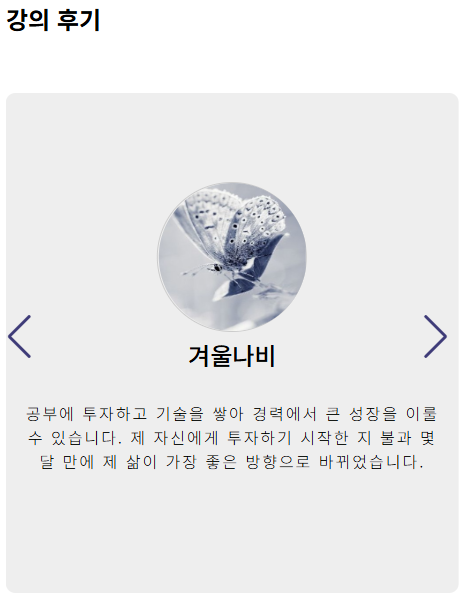 강의 후기
겨울나비
공부에 투자하고 기술을 쌓아 경력에서 큰 성장을 이룰
수 있습니다. 제 자신에게 투자하기 시작한 지 불과 몇
달 만에 제 삶이 가장 좋은 방향으로 바뀌었습니다.